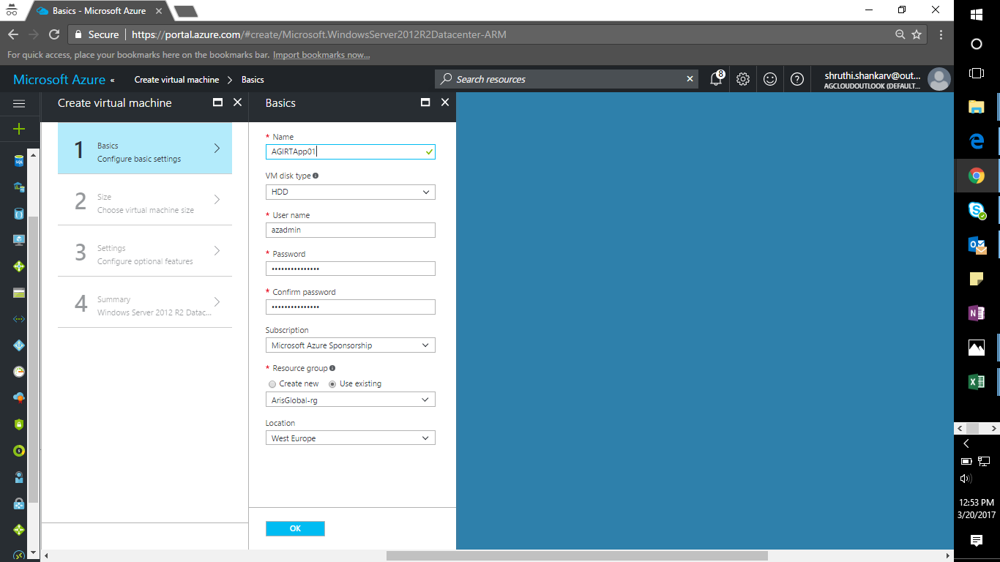 Basics - Microsoft Azure
Secure
https://portal.azure.com/#create/Microsoft.WindowsServer2012R2Datacenter-ARM
For quick access, place your bookmarks here on the bookmarks bar. Import bookmarks now...
Microsoft Azure «
Create virtual machine > Basics
Search resources
8
shruthi.shankarv@out...
AGCLOUDOUTLOOK (DEFAULT...
Create virtual machine
1
Basics
Configure basic settings
2
Size
Choose virtual machine size
3
Settings
Configure optional features
4
Summary
Windows Server 2012 R2 Datac...
Basics
* Name
AGIRTApp01
VM disk type
HDD
* User name
azadmin
* Password
•••••••••••••••
* Confirm password
•••••••••••••••
Subscription
Microsoft Azure Sponsorship
* Resource group
Create new Use existing
ArisGlobal-rg
Location
West Europe
OK
12:53 PM
3/20/2017